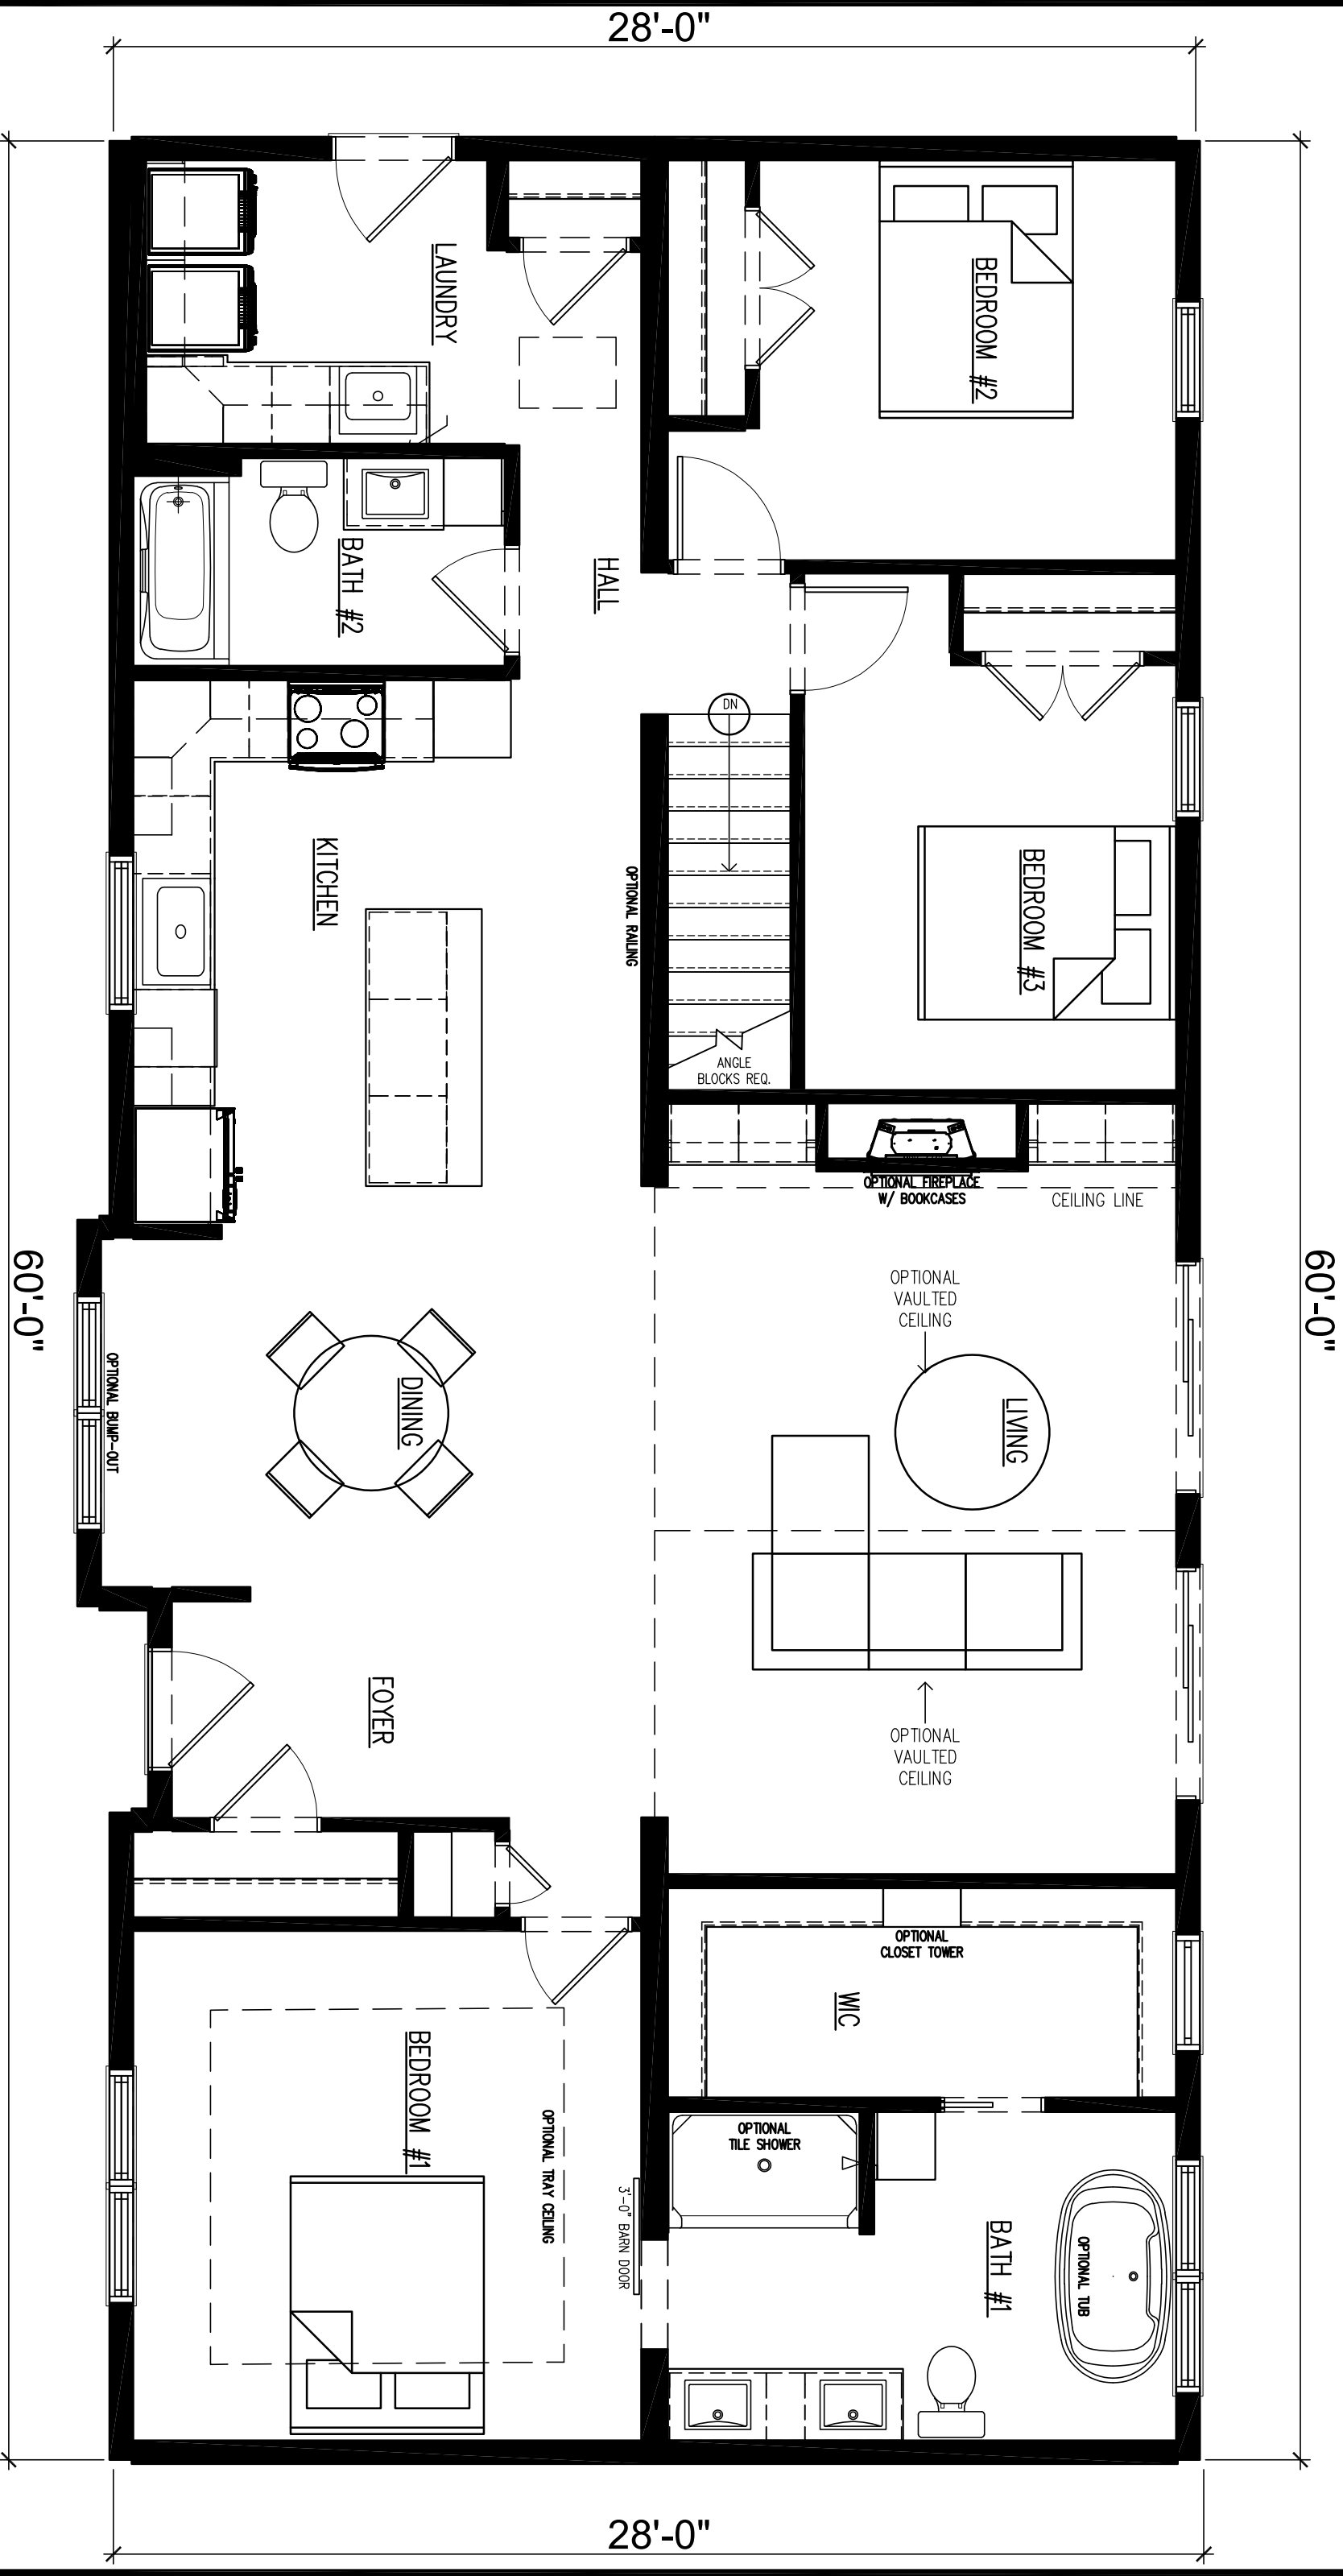 28'-0"
LAUNDRY
BEDROOM #2
BATH #2
HALL
DN
KITCHEN
OPTIONAL RAILING
BEDROOM #3
ANGLE
BLOCKS REQ.
OPTIONAL FIREPLACE
W/ BOOKCASES
CEILING LINE
60'-0"
60'-0"
OPTIONAL
VAULTED
CEILING
OPTIONAL BUMP-OUT
DINING
LIVING
FOYER
OPTIONAL
VAULTED
CEILING
OPTIONAL
CLOSET TOWER
WIC
BEDROOM #1
OPTIONAL TRAY CEILING
OPTIONAL
TILE SHOWER
3'-0" BARN DOOR
BATH #1
OPTIONAL TUB
28'-0"